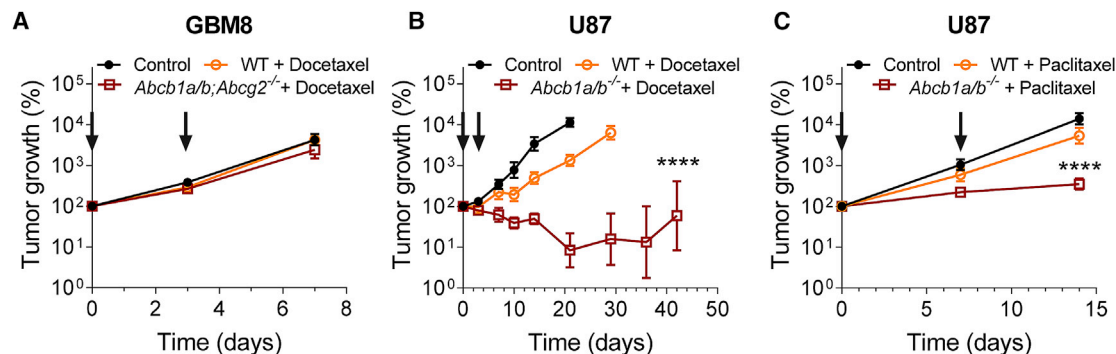 A GBM8
Control WT + Docetaxel
Abcb1a/b;Abcg2-/- + Docetaxel
Tumor growth (%)
10⁵
10⁴
10³
10²
10¹
10⁰
0 2 4 6 8
Time (days)
B U87
Control WT + Docetaxel
Abcb1a/b-/- + Docetaxel
Tumor growth (%)
10⁵
10⁴
10³
10²
10¹
10⁰
****
0 10 20 30 40 50
Time (days)
C U87
Control WT + Paclitaxel
Abcb1a/b-/- + Paclitaxel
Tumor growth (%)
10⁵
10⁴
10³
10²
10¹
10⁰
****
0 5 10 15
Time (days)